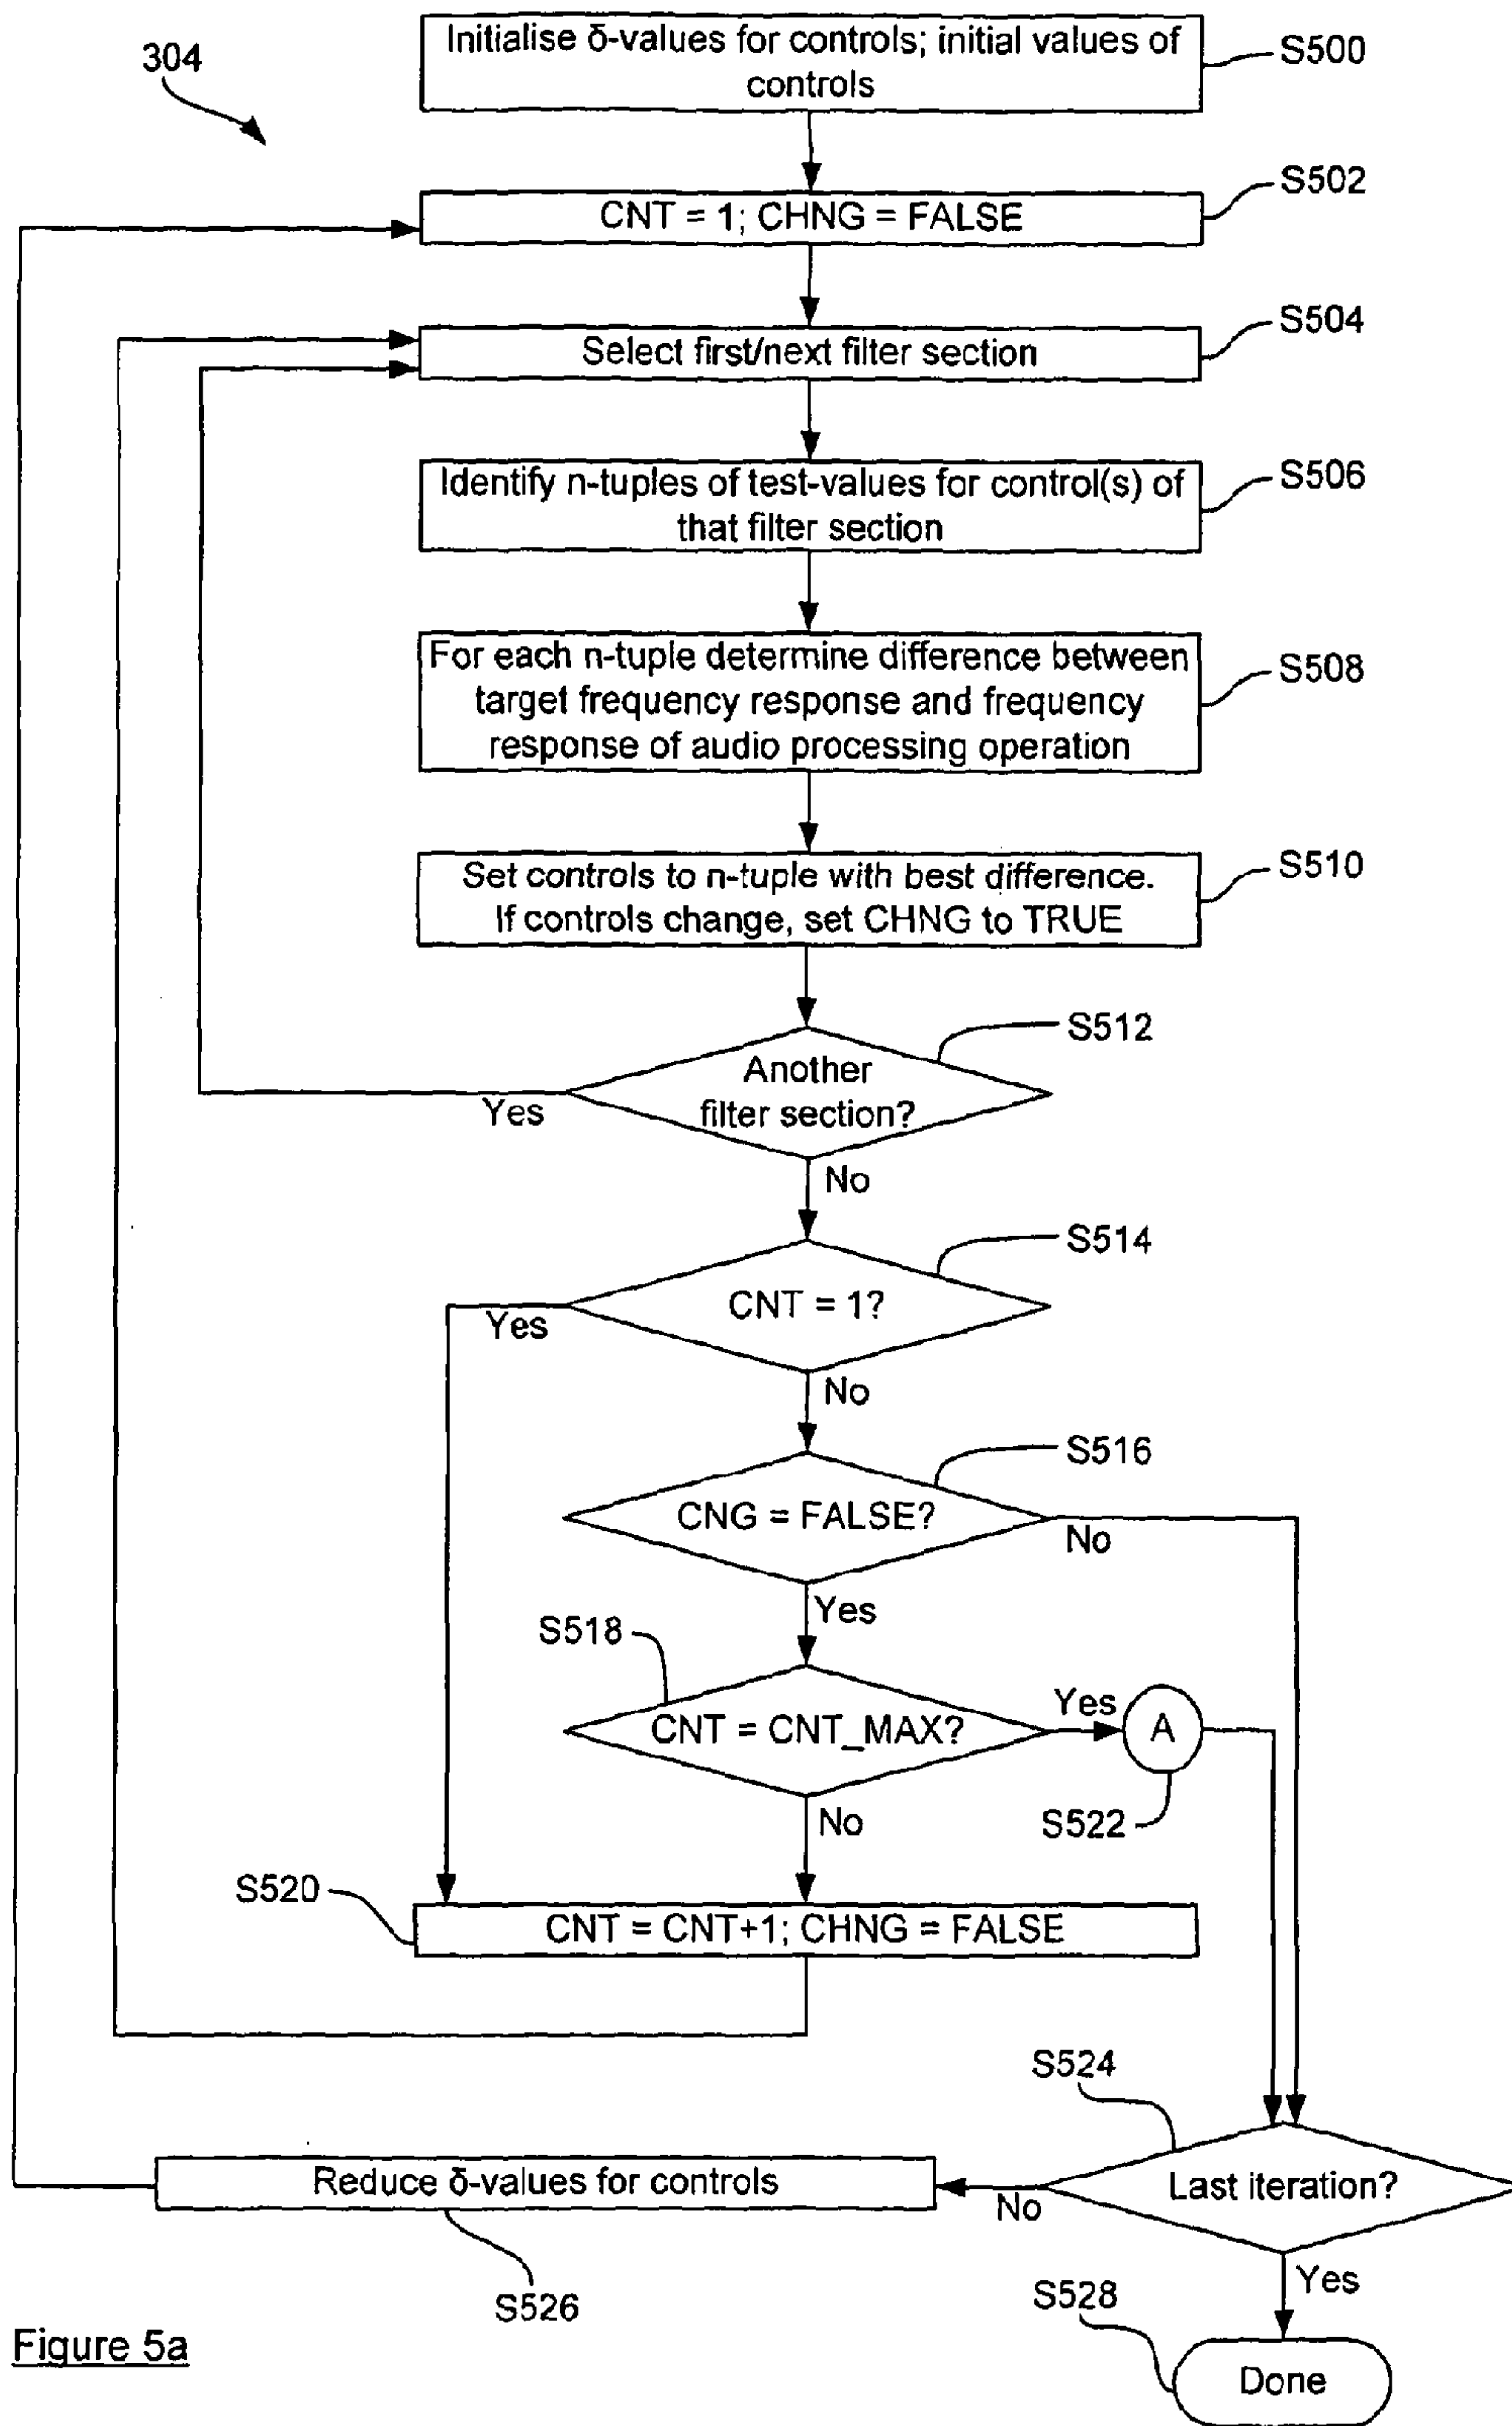 304
Initialise δ-values for controls; initial values of
controls
S500
CNT = 1; CHNG = FALSE
S502
Select first/next filter section
S504
Identify n-tuples of test-values for control(s) of
that filter section
S506
For each n-tuple determine difference between
target frequency response and frequency
response of audio processing operation
S508
Set controls to n-tuple with best difference.
If controls change, set CHNG to TRUE
S510
Another
filter section?
S512
Yes
No
CNT = 1?
S514
Yes
No
CNG = FALSE?
S516
No
Yes
S518
CNT = CNT_MAX?
Yes
A
S522
No
S520
CNT = CNT+1; CHNG = FALSE
S524
Last iteration?
No
Reduce δ-values for controls
S526
Yes
S528
Done
Figure 5a